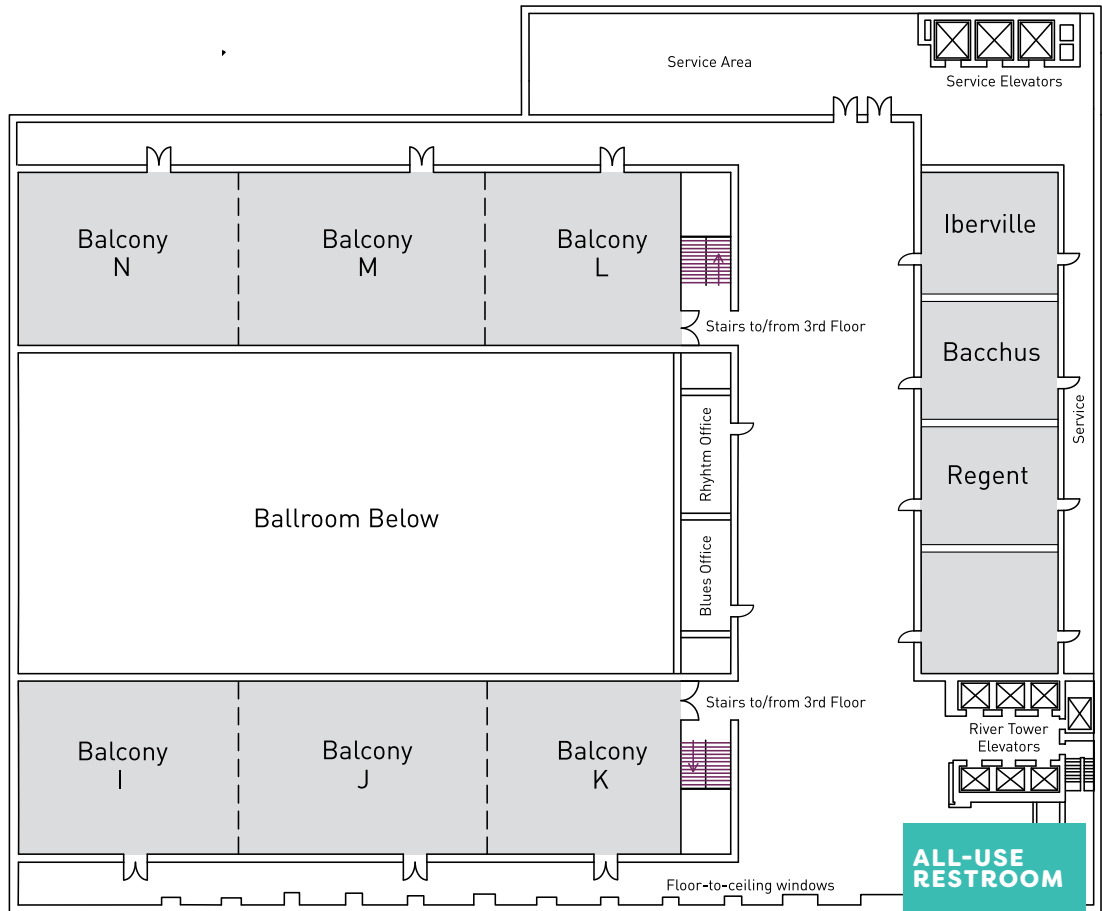 Service Area
Service Elevators
Balcony
N
Balcony
M
Balcony
L
Iberville
Stairs to/from 3rd Floor
Bacchus
Service
Rhyhtm Office
Regent
Ballroom Below
Blues Office
Stairs to/from 3rd Floor
River Tower
Elevators
Balcony
I
Balcony
J
Balcony
K
ALL-USE
RESTROOM
Floor-to-ceiling windows